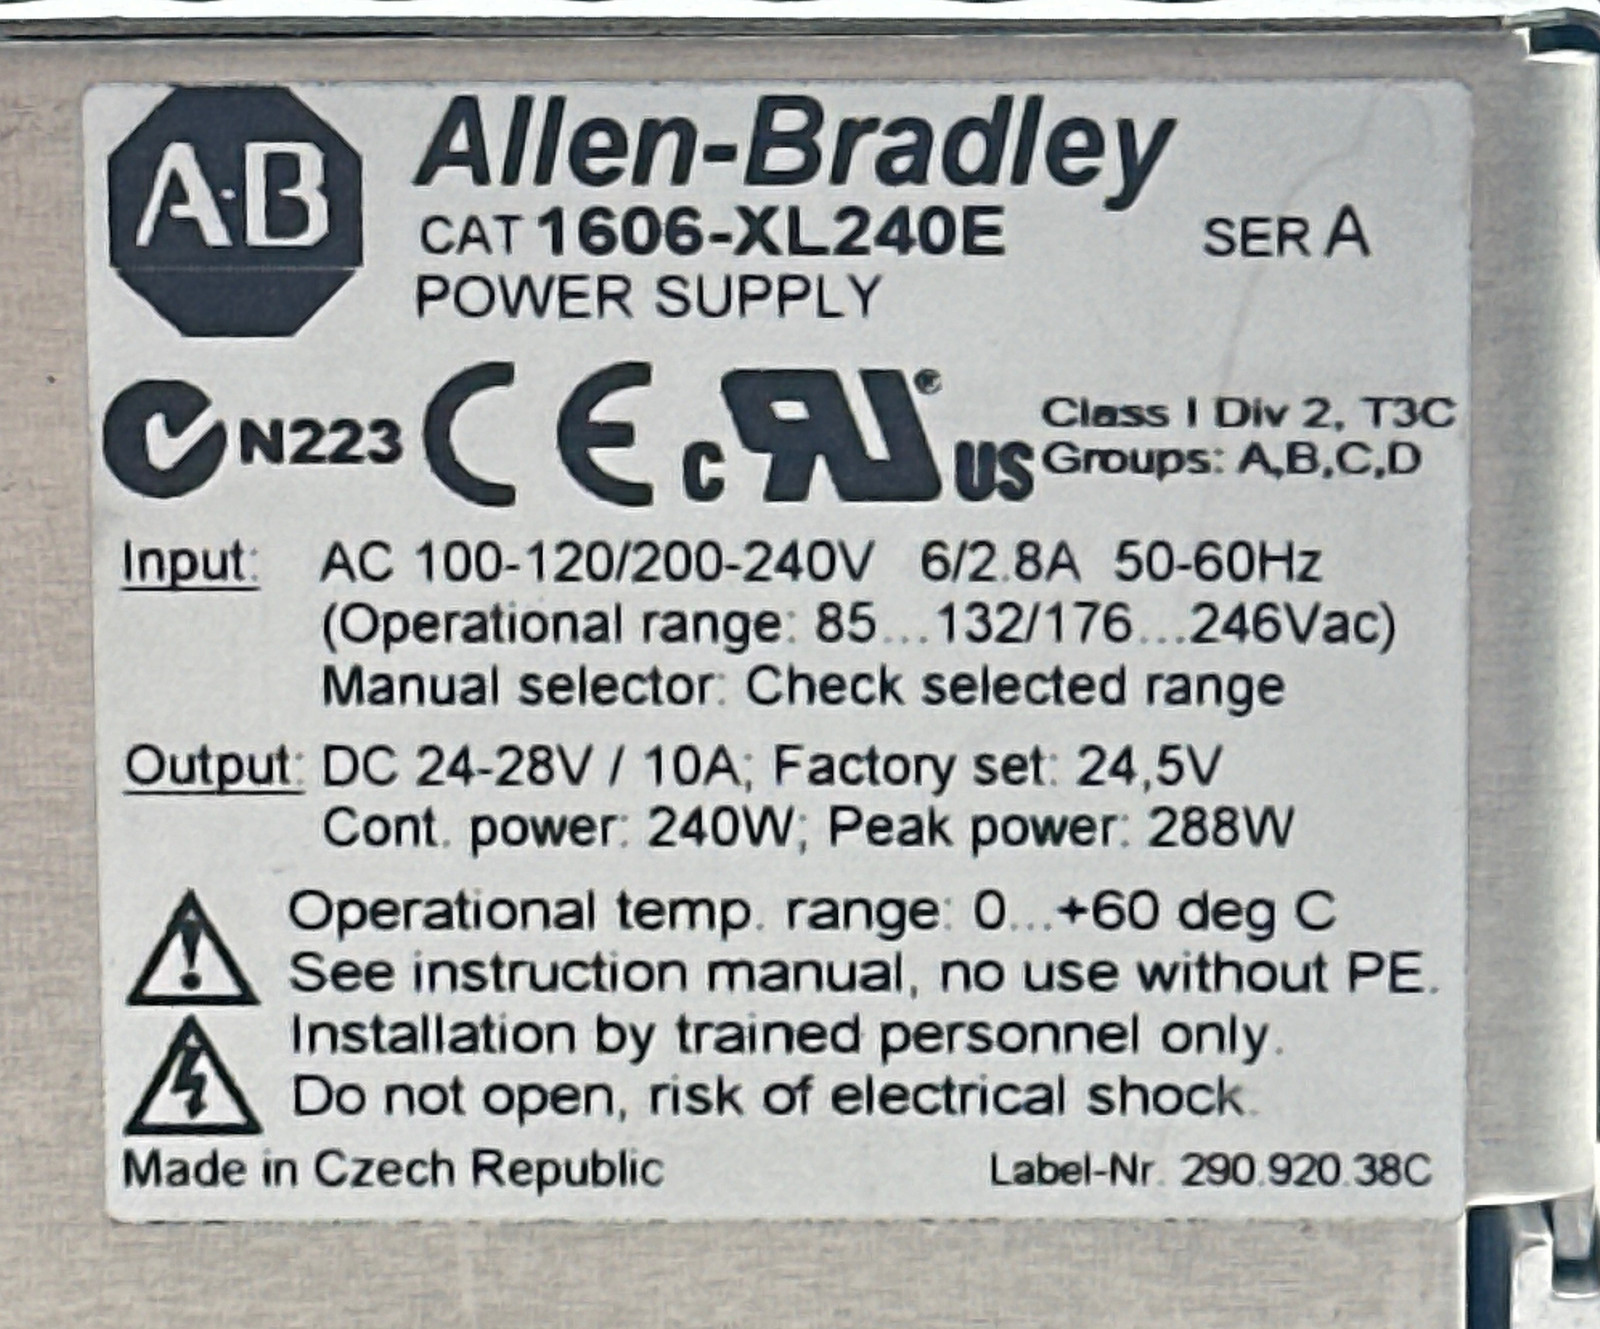 A-B Allen-Bradley
CAT 1606-XL240E SER A
POWER SUPPLY
N223 CE c RU ® US Class I Div 2, T3C
Groups: A,B,C,D
Input: AC 100-120/200-240V 6/2.8A 50-60Hz
(Operational range: 85...132/176...246Vac)
Manual selector: Check selected range
Output: DC 24-28V / 10A; Factory set: 24,5V
Cont. power: 240W; Peak power: 288W
Operational temp. range: 0...+60 deg C
See instruction manual, no use without PE.
Installation by trained personnel only.
Do not open, risk of electrical shock.
Made in Czech Republic Label-Nr. 290.920.38C